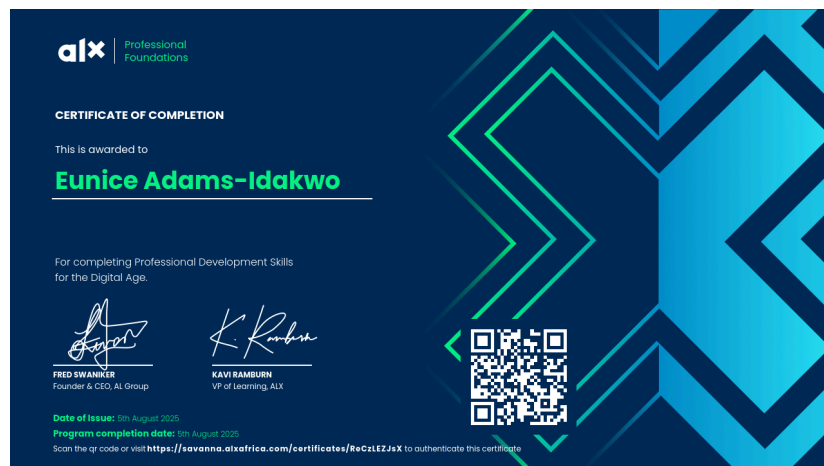 alx
Professional
Foundations
CERTIFICATE OF COMPLETION
This is awarded to
Eunice Adams-Idakwo
For completing Professional Development Skills
for the Digital Age.
FRED SWANIKER
Founder & CEO, AL Group
KAVI RAMBURN
VP of Learning, ALX
Date of Issue: 5th August 2025
Program completion date: 5th August 2025
Scan the qr code or visit https://savanna.alxafrica.com/certificates/ReCzLEZJsX to authenticate this certificate